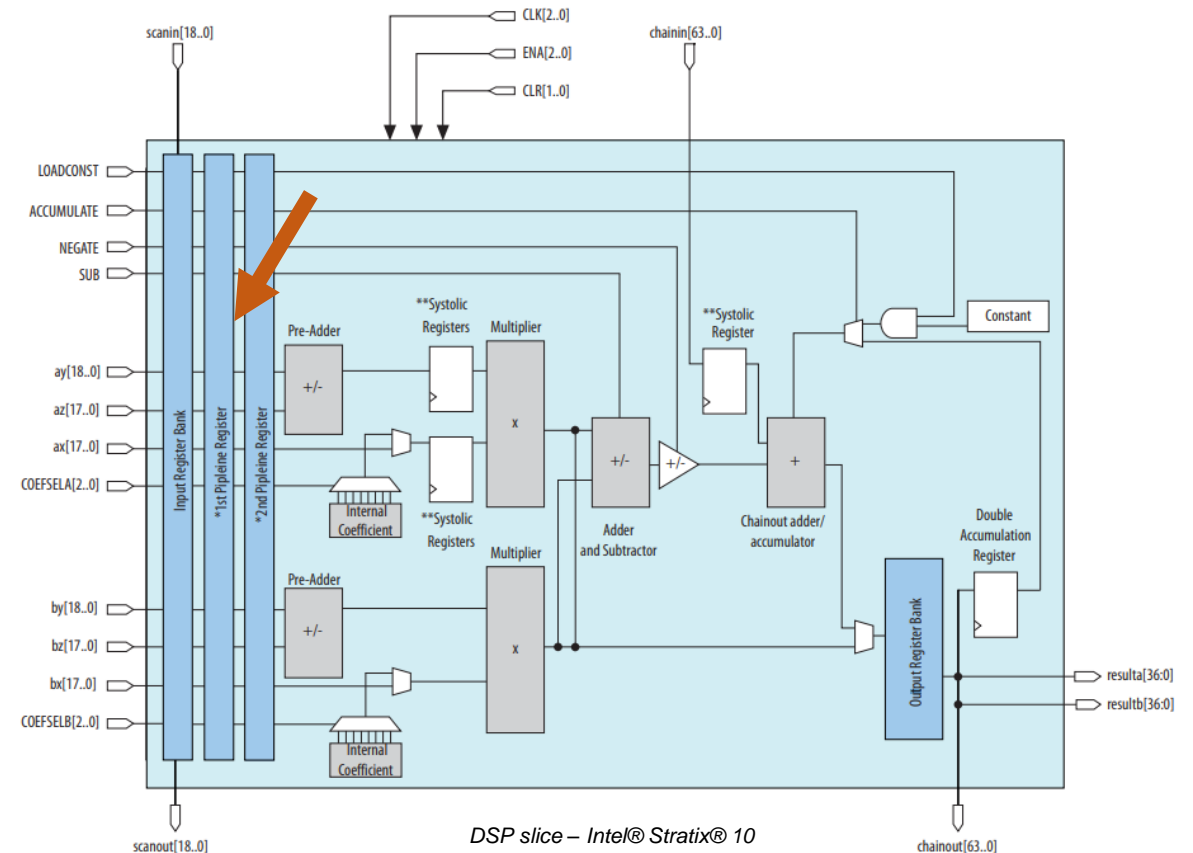 scanin[18..0]
CLK[2..0]
ENA[2..0]
CLR[1..0]
chainin[63..0]
LOADCONST
ACCUMULATE
NEGATE
SUB
ay[18..0]
az[17..0]
ax[17..0]
COEFSELA[2..0]
by[18..0]
bz[17..0]
bx[17..0]
COEFSELB[2..0]
Input Register Bank
*1st Pipleine Register
*2nd Pipleine Register
Pre-Adder
+/-
Internal
Coefficient
**Systolic
Registers
**Systolic
Registers
Multiplier
x
Pre-Adder
+/-
Internal
Coefficient
Multiplier
x
+/-
Adder
and Subtractor
+/-
**Systolic
Register
+
Chainout adder/
accumulator
Constant
Output Register Bank
Double
Accumulation
Register
resulta[36:0]
resultb[36:0]
scanout[18..0]
DSP slice – Intel® Stratix® 10
chainout[63..0]